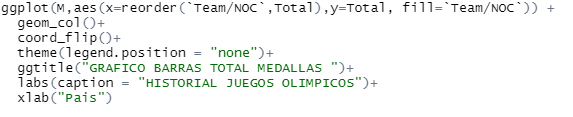 ggplot(M,aes(x=reorder(`Team/NOC`,Total),y=Total, fill=`Team/NOC`)) +
geom_col()+
coord_flip()+
theme(legend.position = "none")+
ggtitle("GRAFICO BARRAS TOTAL MEDALLAS ")+
labs(caption = "HISTORIAL JUEGOS OLIMPICOS")+
xlab("Pais")